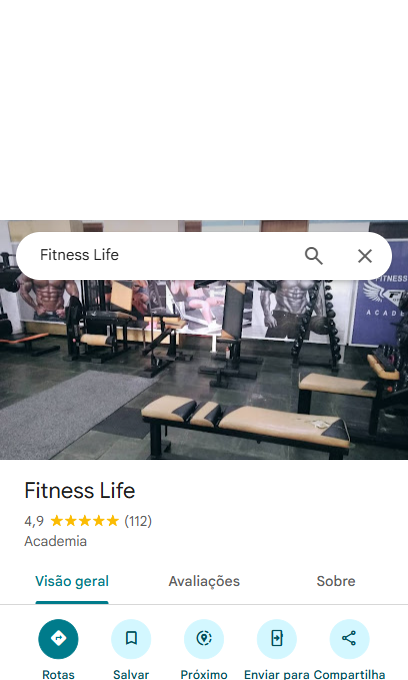 Fitness Life
FITNESS
ACADE
Fitness Life
4,9 (112)
Academia
Visão geral Avaliações Sobre
Rotas Salvar Próximo Enviar para Compartilha